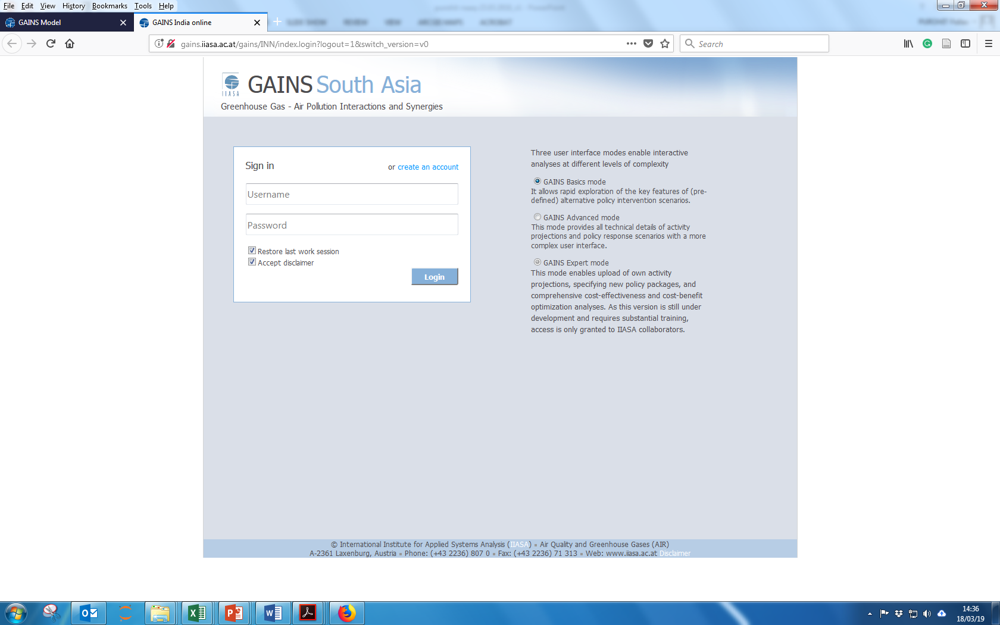 File Edit View History Bookmarks Tools Help
GAINS Model
GAINS India online
gains.iiasa.ac.at/gains/INN/index.login?logout=1&switch_version=v0
Search
IIASA
GAINS South Asia
Greenhouse Gas - Air Pollution Interactions and Synergies
Sign in
or create an account
Username
Password
Restore last work session
Accept disclaimer
Login
Three user interface modes enable interactive
analyses at different levels of complexity
GAINS Basics mode
It allows rapid exploration of the key features of (pre-
defined) alternative policy intervention scenarios.
GAINS Advanced mode
This mode provides all technical details of activity
projections and policy response scenarios with a more
complex user interface.
GAINS Expert mode
This mode enables upload of own activity
projections, specifying new policy packages, and
comprehensive cost-effectiveness and cost-benefit
optimization analyses. As this version is still under
development and requires substantial training,
access is only granted to IIASA collaborators.
© International Institute for Applied Systems Analysis (IIASA) ▪ Air Quality and Greenhouse Gases (AIR)
A-2361 Laxenburg, Austria ▪ Phone: (+43 2236) 807 0 ▪ Fax: (+43 2236) 71 313 ▪ Web: www.iiasa.ac.at Disclaimer
14:36
18/03/19